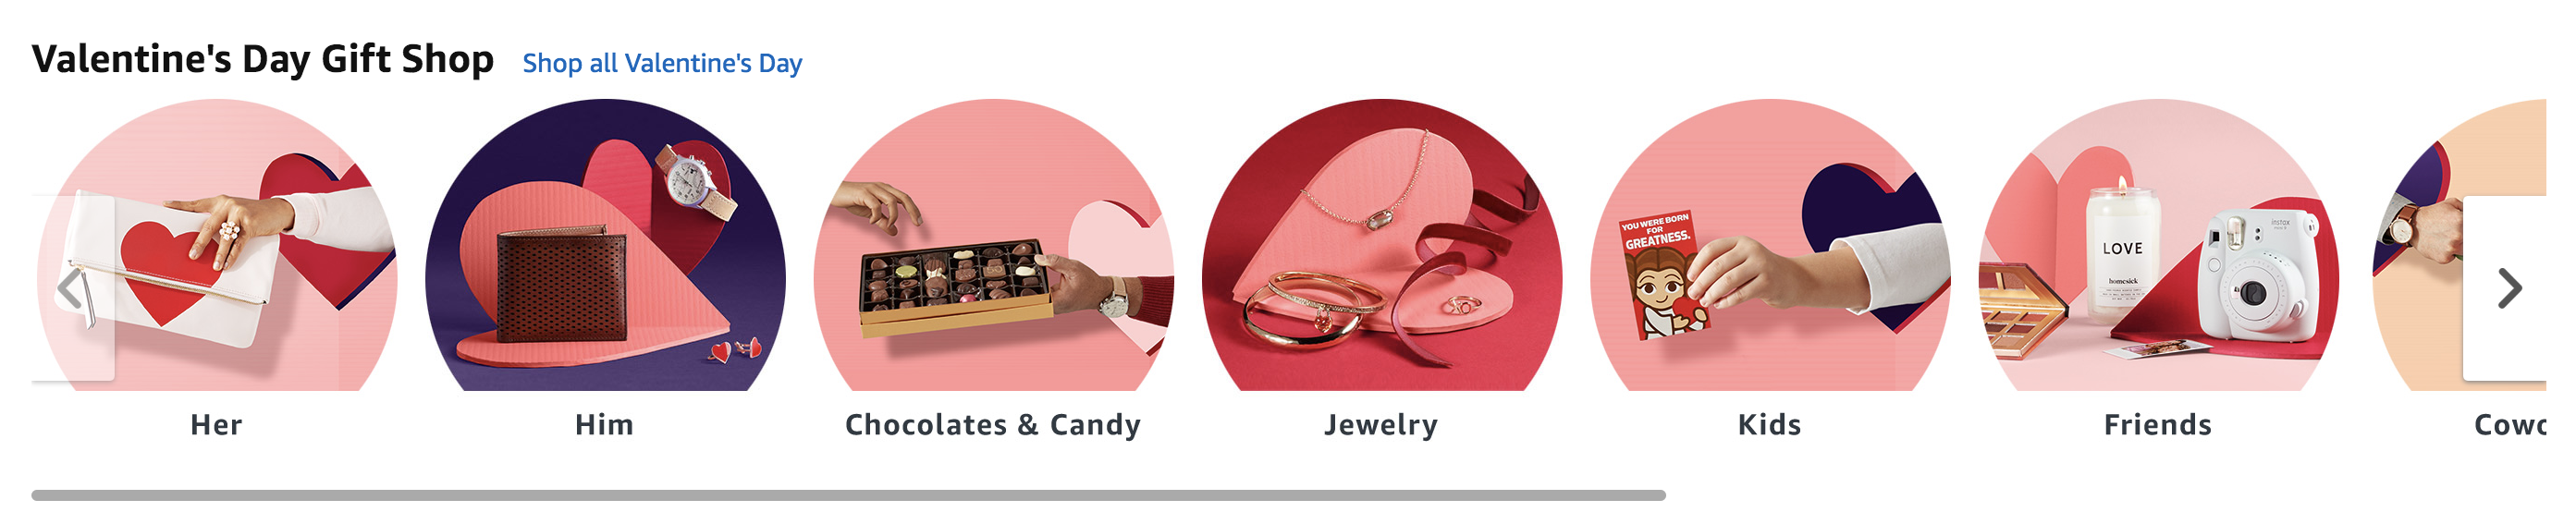 Valentine's Day Gift Shop Shop all Valentine's Day
YOU WERE BORN
FOR
GREATNESS.
LOVE
homesick
instax
Her
Him
Chocolates & Candy
Jewelry
Kids
Friends
Cowo